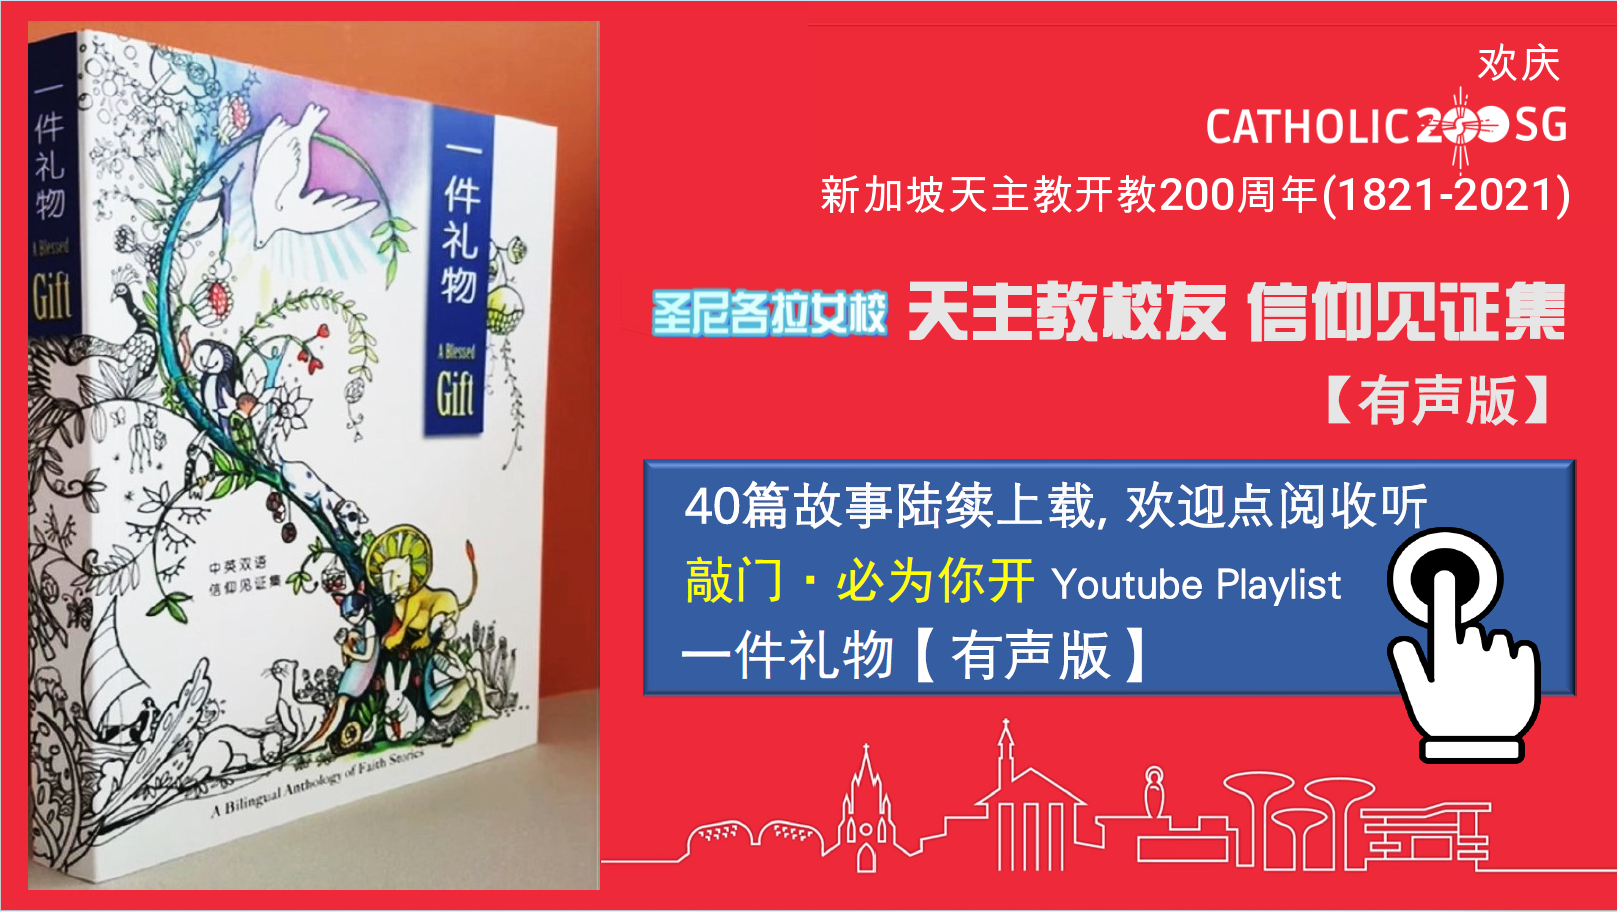 一件礼物
A Blessed
Gift
一件礼物
A Blessed
Gift
中英双语
信仰见证集
A Bilingual Anthology of Faith Stories
欢庆
CATHOLIC 200 SG
新加坡天主教开教200周年(1821-2021)
圣尼各拉女校 天主教校友 信仰见证集
【有声版】
40篇故事陆续上载, 欢迎点阅收听
敲门·必为你开 Youtube Playlist
一件礼物【有声版】